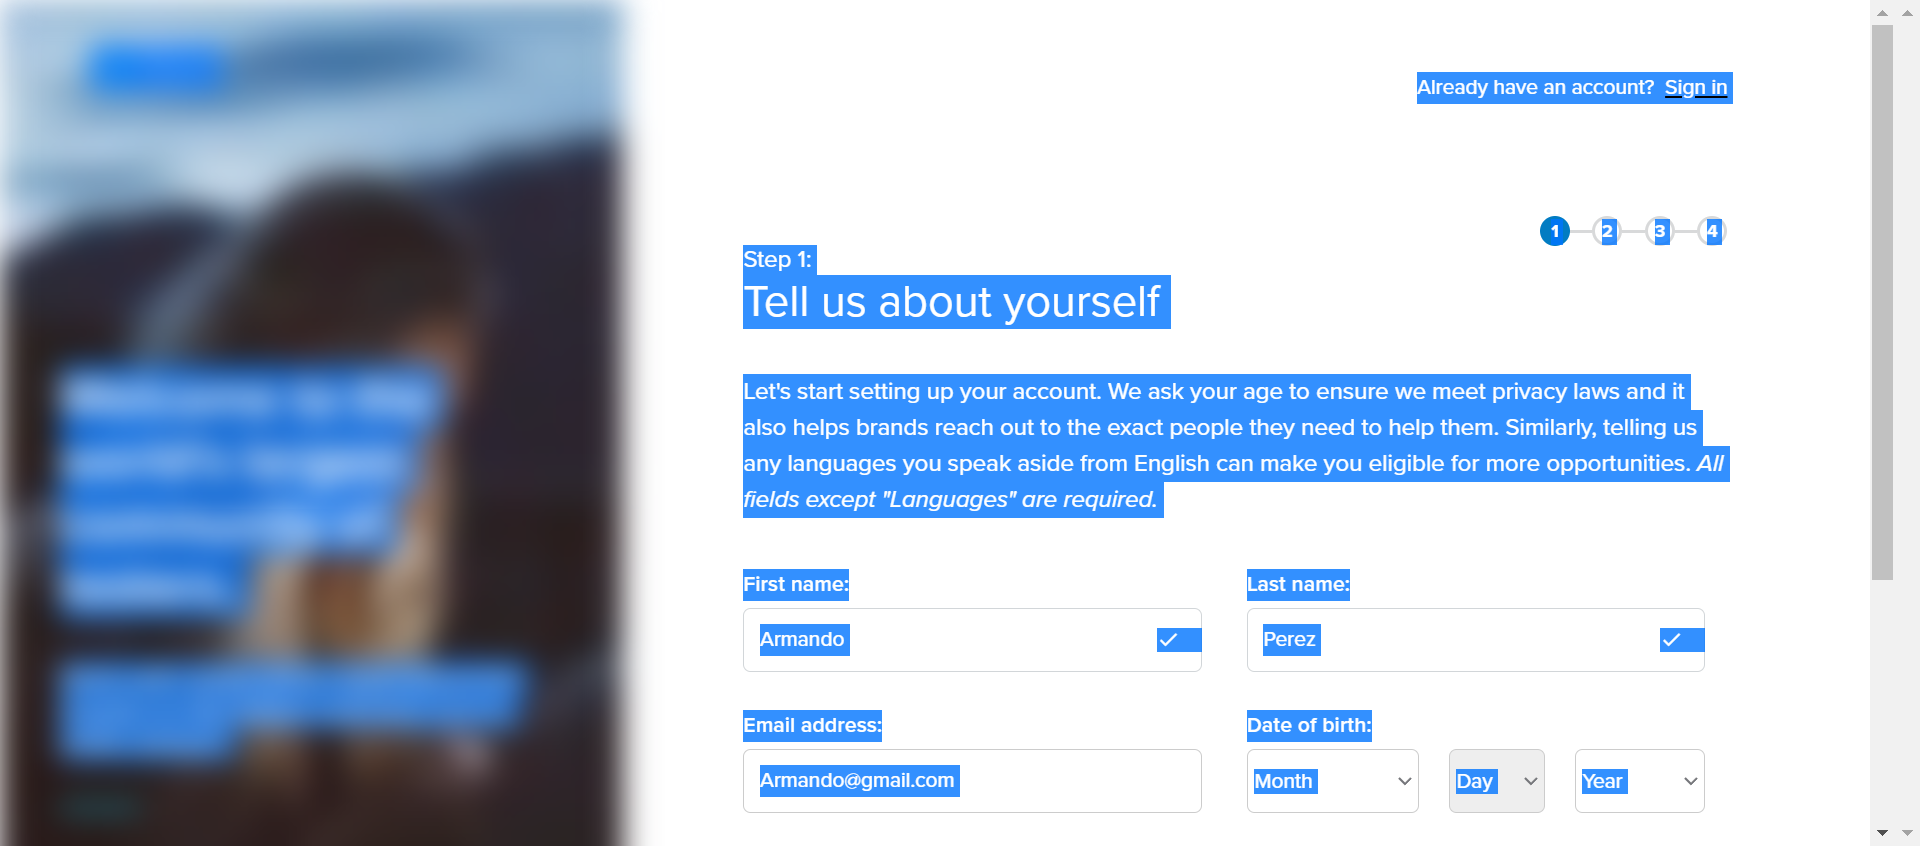 Already have an account? Sign in
1 2 3 4
Step 1:
Tell us about yourself
Let's start setting up your account. We ask your age to ensure we meet privacy laws and it
also helps brands reach out to the exact people they need to help them. Similarly, telling us
any languages you speak aside from English can make you eligible for more opportunities. All
fields except "Languages" are required.
First name: Last name:
Armando Perez
Email address: Date of birth:
Armando@gmail.com Month Day Year